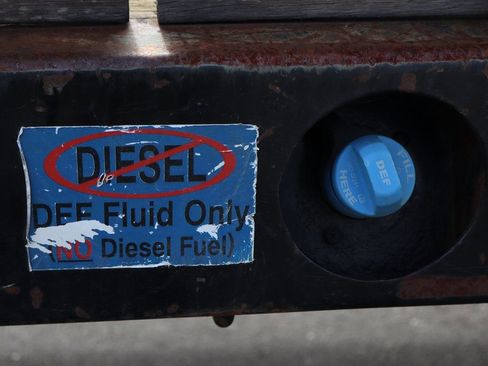 DIESEL
DEF Fluid Only
(NO Diesel Fuel)
DEF
FILL
HERE